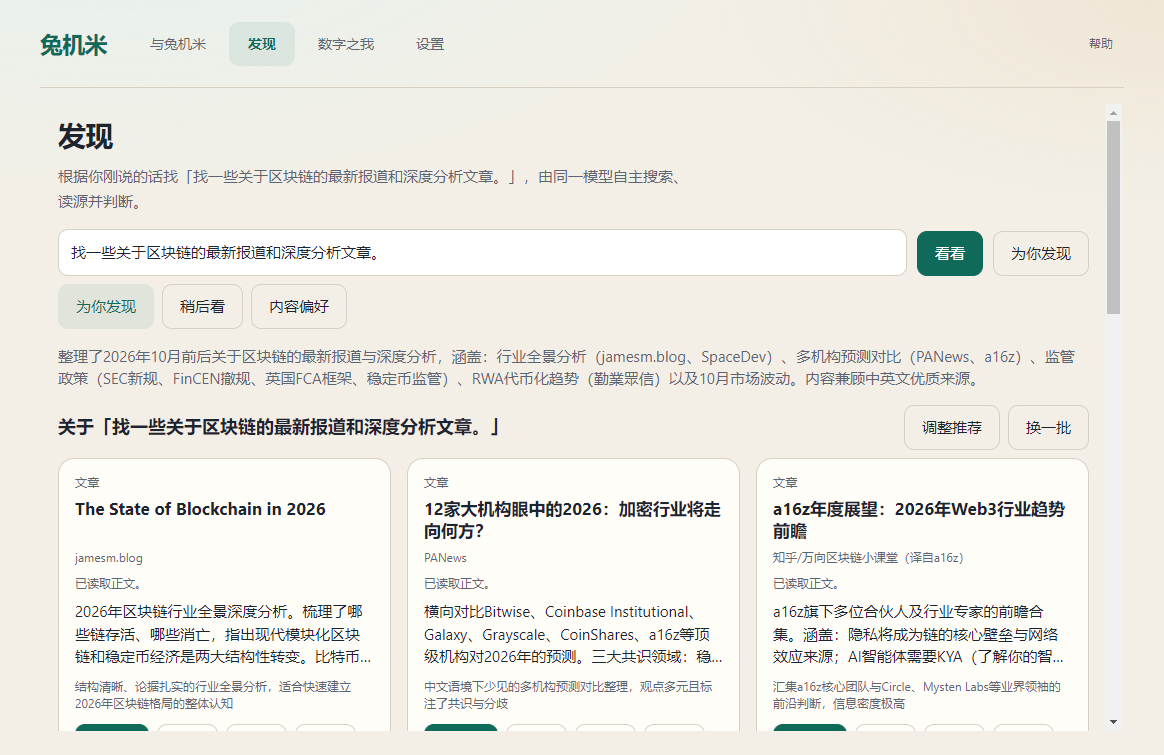 兔机米
与兔机米
发现
数字之我
设置
帮助
发现
根据你刚说的话找「找一些关于区块链的最新报道和深度分析文章。」，由同一模型自主搜索、
读源并判断。
找一些关于区块链的最新报道和深度分析文章。
看看
为你发现
为你发现
稍后看
内容偏好
整理了2026年10月前后关于区块链的最新报道与深度分析，涵盖：行业全景分析（jamesm.blog、SpaceDev）、多机构预测对比（PANews、a16z）、监管
政策（SEC新规、FinCEN撤规、英国FCA框架、稳定币监管）、RWA代币化趋势（勤業眾信）以及10月市场波动。内容兼顾中英文优质来源。
关于「找一些关于区块链的最新报道和深度分析文章。」
调整推荐
换一批
文章
The State of Blockchain in 2026
jamesm.blog
已读取正文。
2026年区块链行业全景深度分析。梳理了哪
些链存活、哪些消亡，指出现代模块化区块
链和稳定币经济是两大结构性转变。比特币...
结构清晰、论据扎实的行业全景分析，适合快速建立
2026年区块链格局的整体认知
文章
12家大机构眼中的2026：加密行业将走
向何方？
PANews
已读取正文。
横向对比Bitwise、Coinbase Institutional、
Galaxy、Grayscale、CoinShares、a16z等顶
级机构对2026年的预测。三大共识领域：稳...
中文语境下少见的多机构预测对比整理，观点多元且标
注了共识与分歧
文章
a16z年度展望：2026年Web3行业趋势
前瞻
知乎/万向区块链小课堂（译自a16z）
已读取正文。
a16z旗下多位合伙人及行业专家的前瞻合
集。涵盖：隐私将成为链的核心壁垒与网络
效应来源；AI智能体需要KYA（了解你的智...
汇集a16z核心团队与Circle、Mysten Labs等业界领袖的
前沿判断，信息密度极高